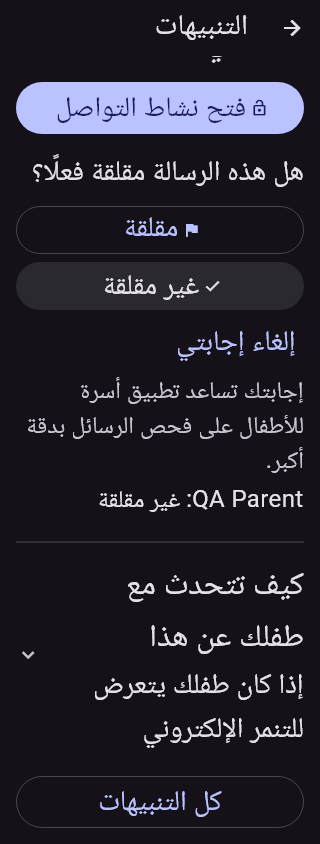 التنبيهات
فتح نشاط التواصل
هل هذه الرسالة مقلقة فعلًا؟
مقلقة
غير مقلقة
إلغاء إجابتي
إجابتك تساعد تطبيق أسرة
للأطفال على فحص الرسائل بدقة
أكبر.
QA Parent: غير مقلقة
كيف تتحدث مع
طفلك عن هذا
إذا كان طفلك يتعرض
للتنمر الإلكتروني
كل التنبيهات